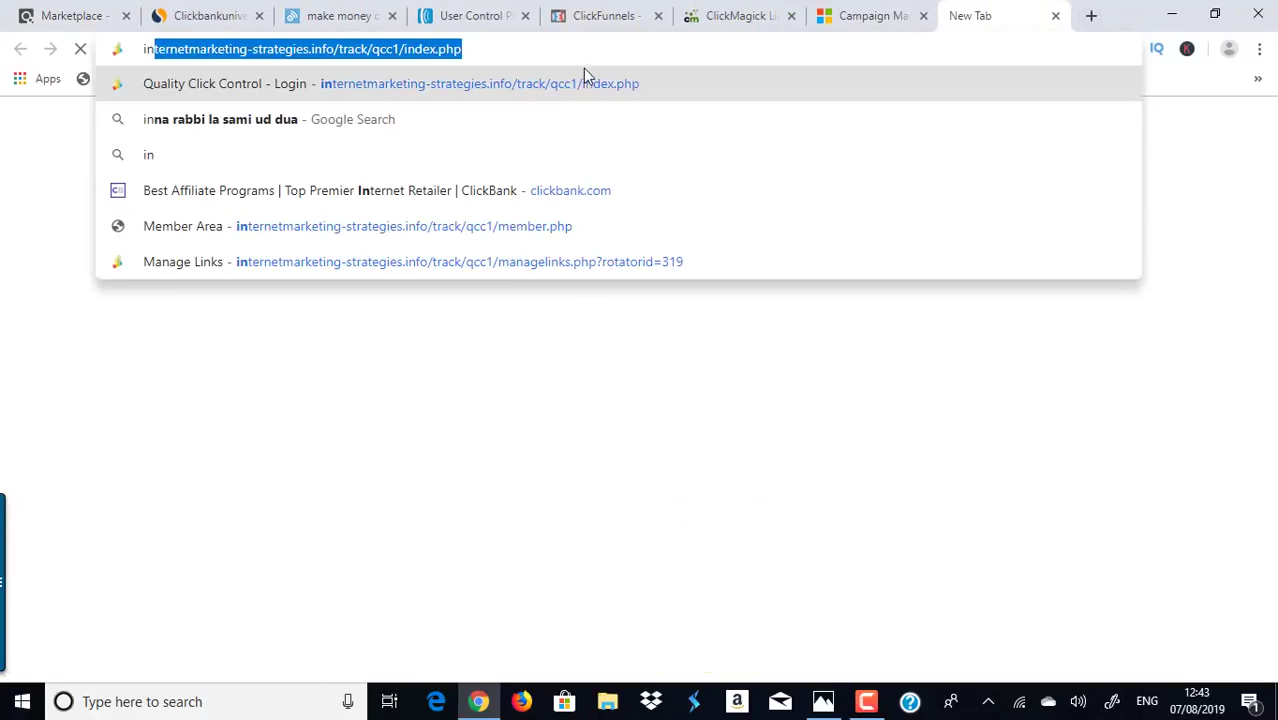 Marketplace -
Clickbankunive
make money c
User Control P
ClickFunnels -
ClickMagick Li
Campaign Ma
New Tab
internetmarketing-strategies.info/track/qcc1/index.php
IQ
K
Apps
»
Quality Click Control - Login - internetmarketing-strategies.info/track/qcc1/index.php
inna rabbi la sami ud dua - Google Search
in
CB Best Affiliate Programs | Top Premier Internet Retailer | ClickBank - clickbank.com
Member Area - internetmarketing-strategies.info/track/qcc1/member.php
Manage Links - internetmarketing-strategies.info/track/qcc1/managelinks.php?rotatorid=319
Type here to search
ENG
12:43
07/08/2019
1